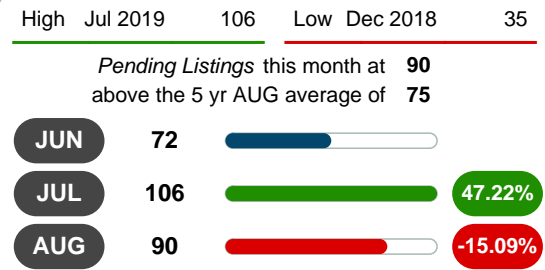 High Jul 2019 106 Low Dec 2018 35
Pending Listings this month at 90
above the 5 yr AUG average of 75
JUN 72
JUL 106 47.22%
AUG 90 -15.09%